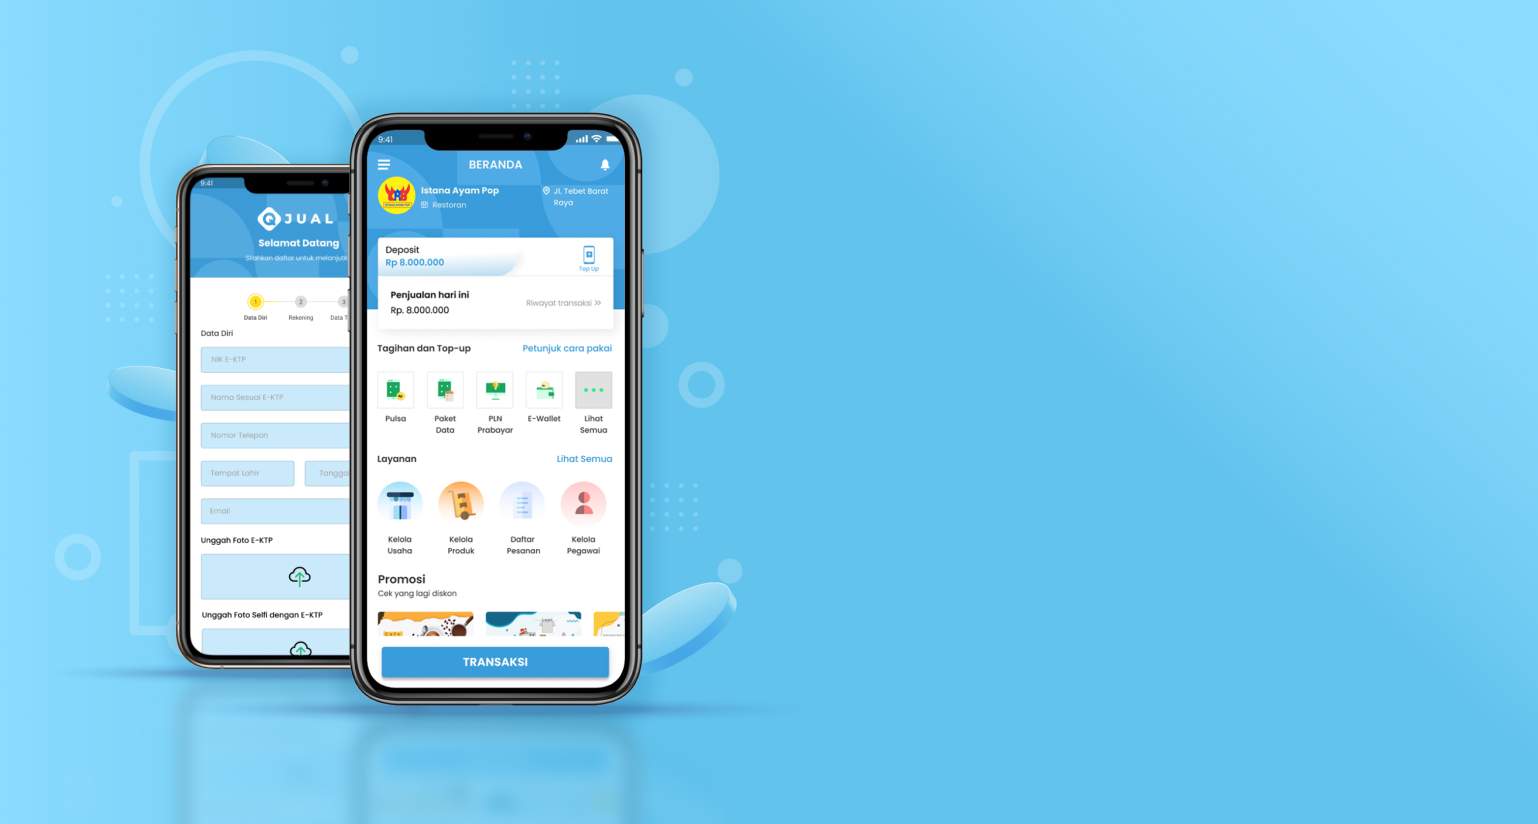 9:41
QJUAL
Selamat Datang
Silahkan daftar untuk melanjutk
1 2 3
Data Diri Rekening Data T
Data Diri
NIK E-KTP
Nama Sesuai E-KTP
Nomor Telepon
Tempat Lahir Tangga
Email
Unggah Foto E-KTP
Unggah Foto Selfi dengan E-KTP
9:41
BERANDA
Istana Ayam Pop
Restoran
Jl. Tebet Barat
Raya
Deposit
Rp 8.000.000
Top Up
Penjualan hari ini
Rp. 8.000.000
Riwayat transaksi
Tagihan dan Top-up Petunjuk cara pakai
Pulsa
Paket
Data
PLN
Prabayar
E-Wallet
Lihat
Semua
Layanan Lihat Semua
Kelola
Usaha
Kelola
Produk
Daftar
Pesanan
Kelola
Pegawai
Promosi
Cek yang lagi diskon
TRANSAKSI